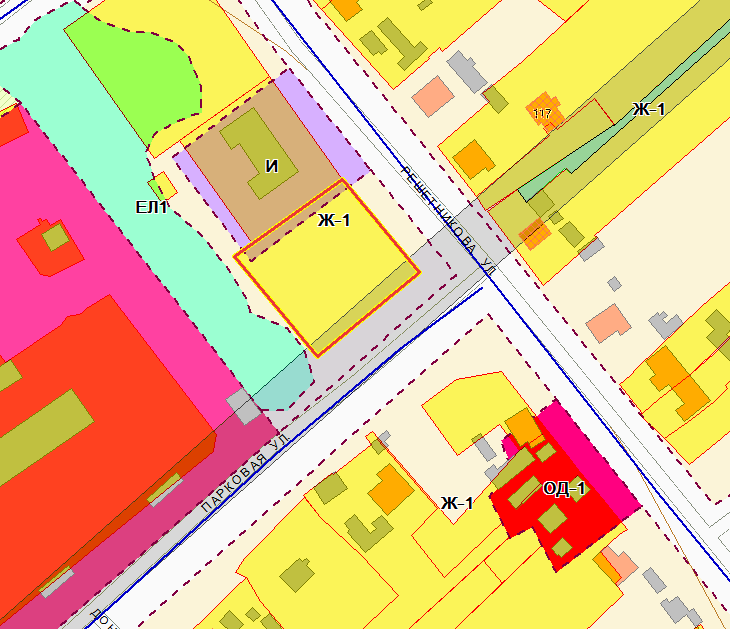 117
Ж-1
И
РЕШЕТНИКОВА УЛ
ЕЛ1
Ж-1
ОД-1
Ж-1
ПАРКОВАЯ УЛ